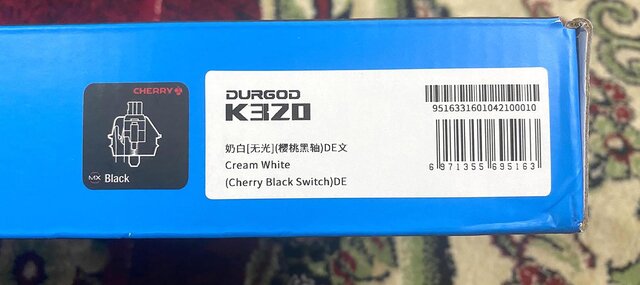 CHERRY
MX Black
DURGOD
K320
奶白[无光](樱桃黑轴)DE文
Cream White
(Cherry Black Switch)DE
9516331601042100010
6 971355 695163